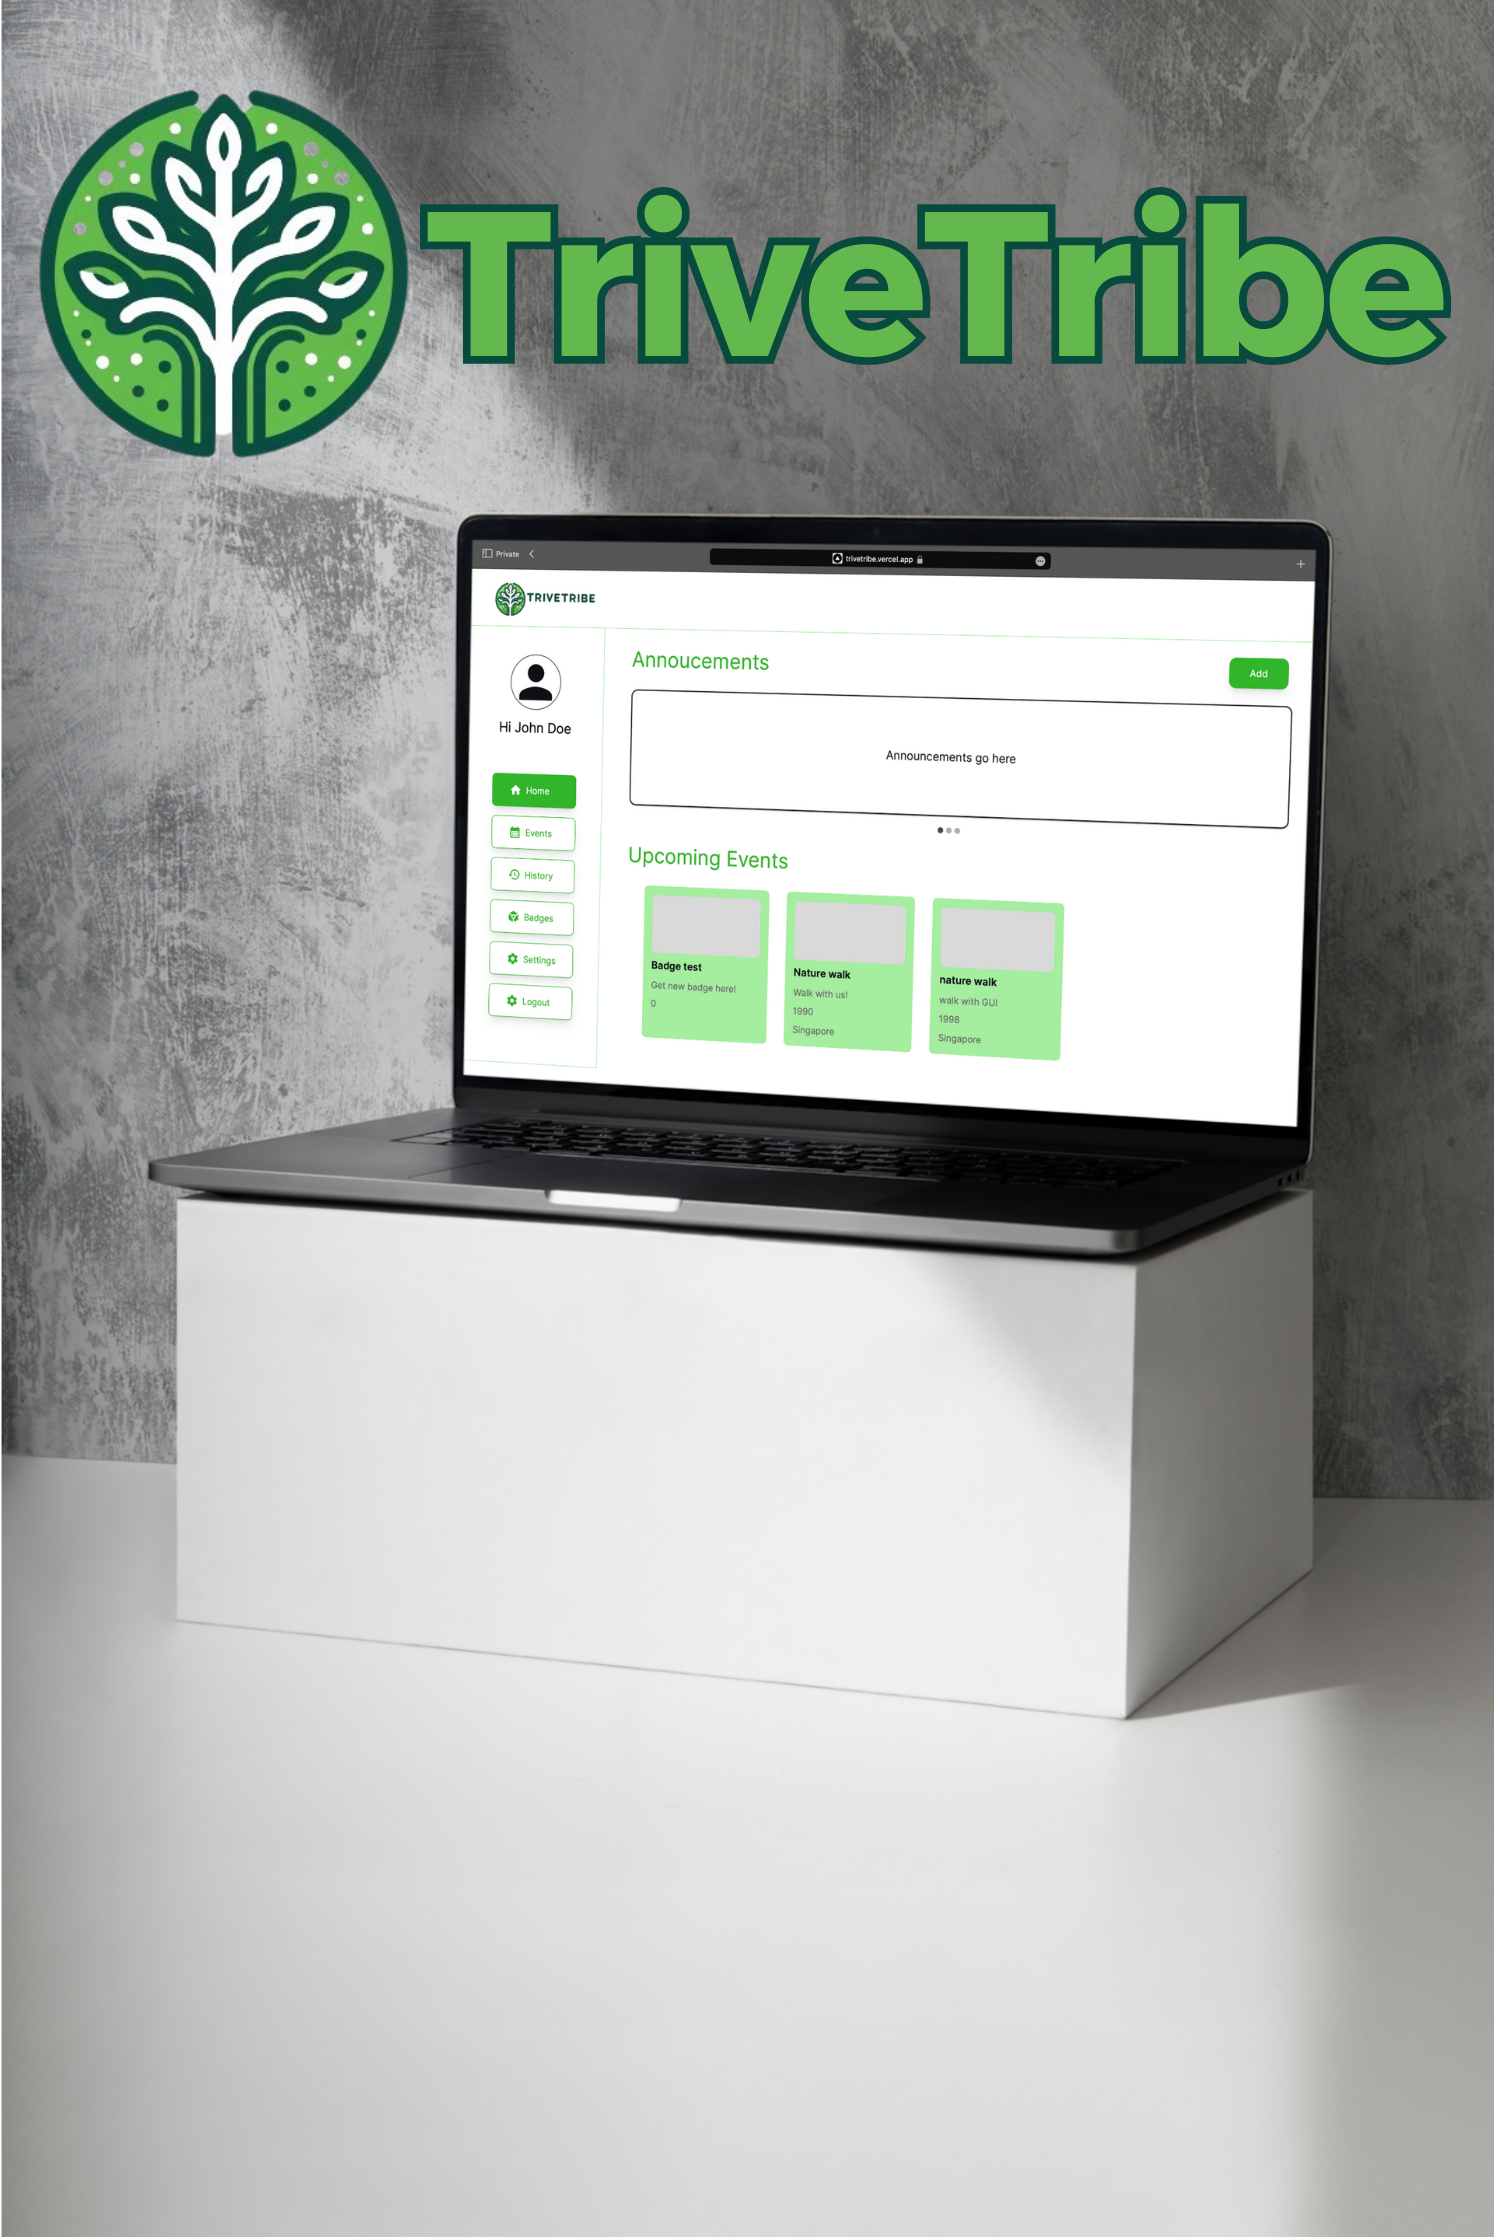 TriveTribe
Private
trivetribe.vercel.app
TRIVETRIBE
Hi John Doe
Home
Events
History
Badges
Settings
Logout
Annoucements
Add
Announcements go here
Upcoming Events
Badge test
Get new badge here!
0
Nature walk
Walk with us!
1990
Singapore
nature walk
walk with GUI
1998
Singapore